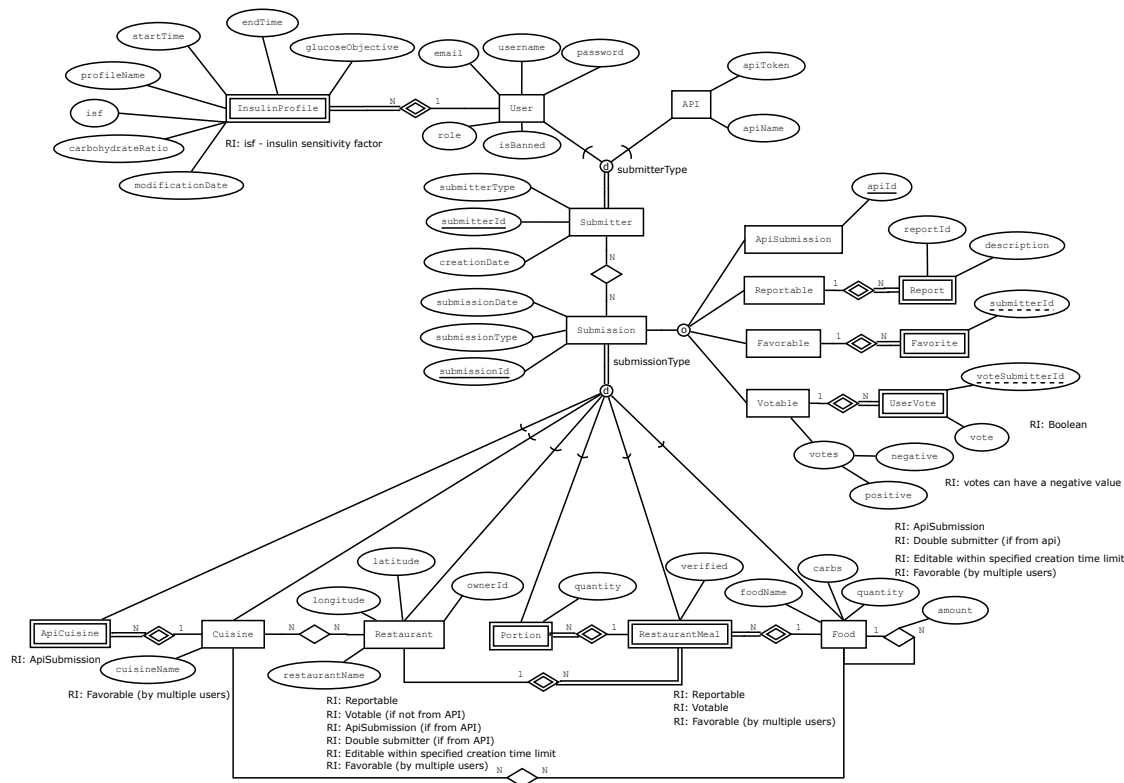 endTime
startTime
glucoseObjective
profileName
isf
carbohydrateRatio
modificationDate
InsulinProfile
RI: isf - insulin sensitivity factor
N
1
email
username
password
User
role
isBanned
API
apiToken
apiName
d
submitterType
submitterType
submitterId
creationDate
Submitter
N
N
submissionDate
submissionType
submissionId
Submission
submissionType
o
d
apiId
ApiSubmission
reportId
description
Reportable
1
N
Report
submitterId
Favorable
1
N
Favorite
voteSubmitterId
Votable
1
N
UserVote
vote
RI: Boolean
votes
negative
positive
RI: votes can have a negative value
RI: ApiSubmission
RI: Double submitter (if from api)
RI: Editable within specified creation time limit
RI: Favorable (by multiple users)
ApiCuisine
N
1
RI: ApiSubmission
Cuisine
cuisineName
RI: Favorable (by multiple users)
N
N
latitude
longitude
ownerId
Restaurant
restaurantName
RI: Reportable
RI: Votable (if not from API)
RI: ApiSubmission (if from API)
RI: Double submitter (if from API)
RI: Editable within specified creation time limit
RI: Favorable (by multiple users)
quantity
Portion
N
1
verified
RestaurantMeal
1
N
RI: Reportable
RI: Votable
RI: Favorable (by multiple users)
N
1
carbs
foodName
quantity
amount
Food
1
N
N
N